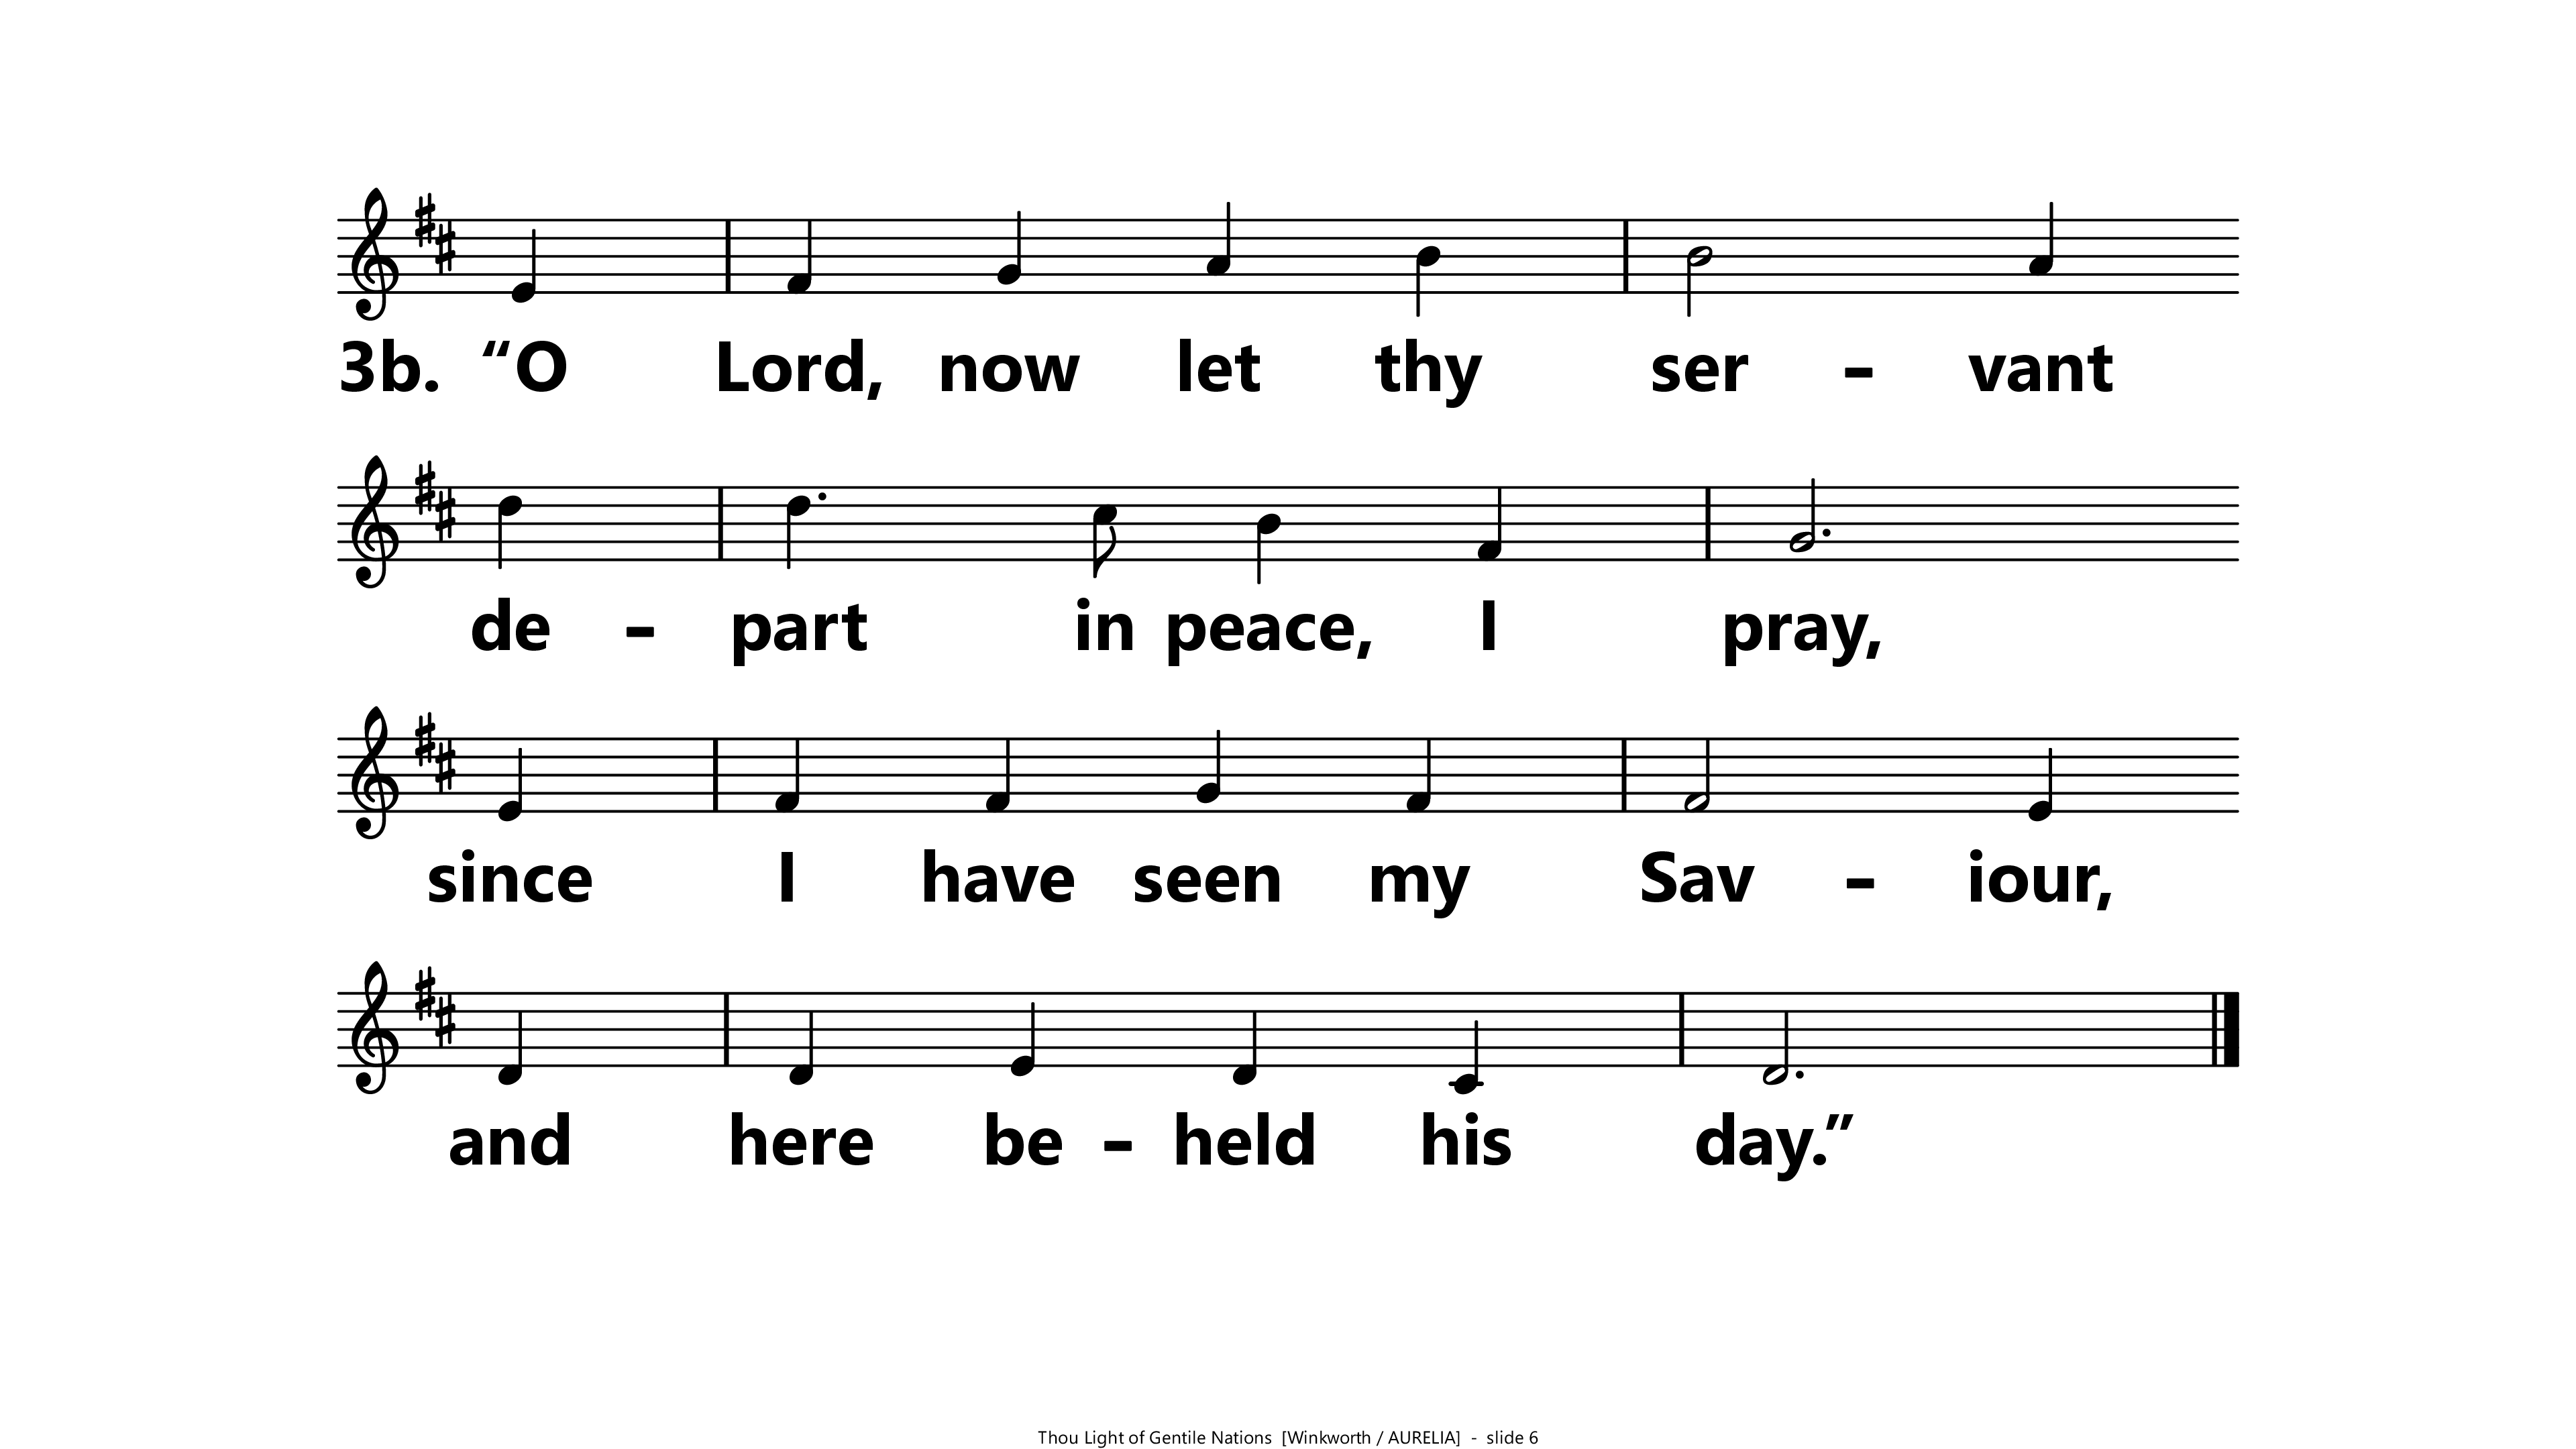 3b. “O Lord, now let thy ser - vant
de - part in peace, I pray,
since I have seen my Sav - iour,
and here be - held his day.”
Thou Light of Gentile Nations [Winkworth / AURELIA] - slide 6